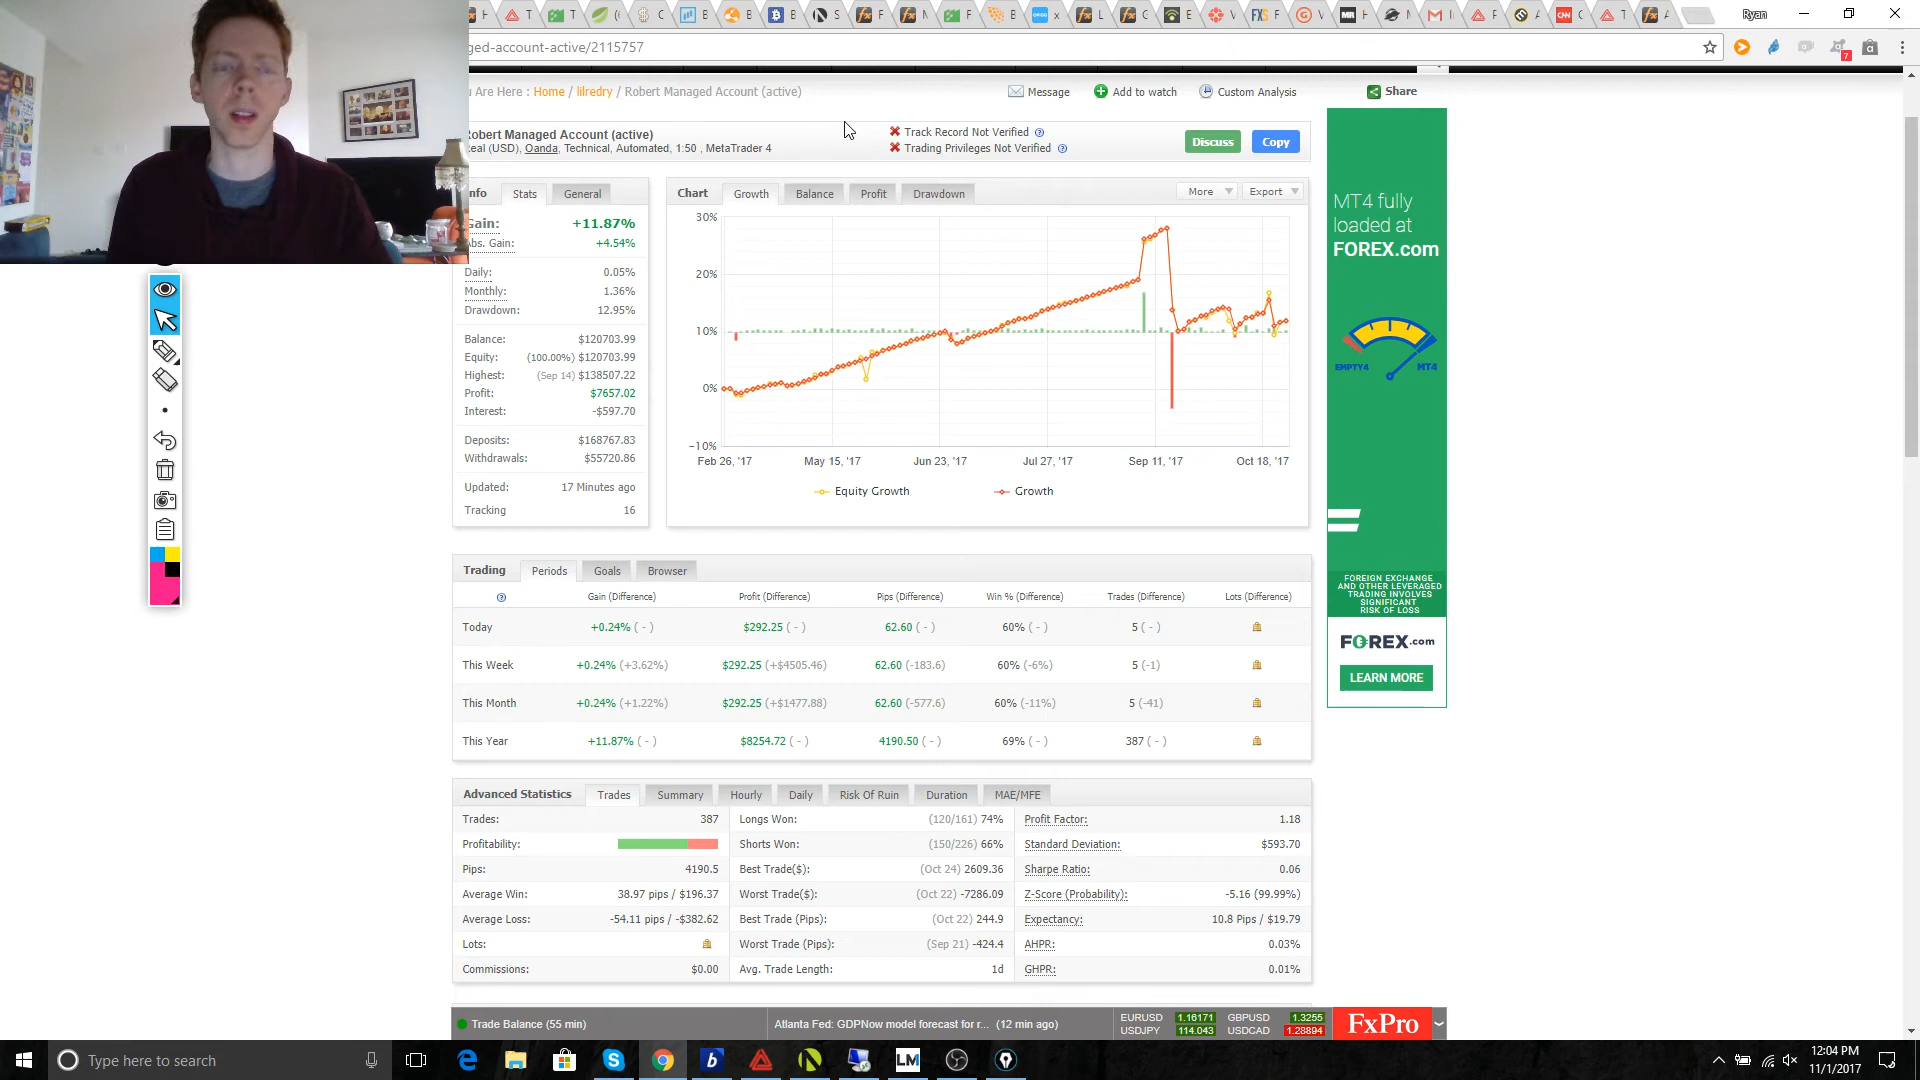 Ryan
ged-account-active/2115757
u Are Here : Home / lilredry / Robert Managed Account (active)
Message
Add to watch
Custom Analysis
Share
obert Managed Account (active)
eal (USD), Oanda, Technical, Automated, 1:50 , MetaTrader 4
Track Record Not Verified
Trading Privileges Not Verified
Discuss
Copy
nfo Stats General
Gain: +11.87%
Abs. Gain: +4.54%
Daily: 0.05%
Monthly: 1.36%
Drawdown: 12.95%
Balance: $120703.99
Equity: (100.00%) $120703.99
Highest: (Sep 14) $138507.22
Profit: $7657.02
Interest: -$597.70
Deposits: $168767.83
Withdrawals: $55720.86
Updated: 17 Minutes ago
Tracking 16
Chart Growth Balance Profit Drawdown More Export
30%
20%
10%
0%
-10%
Feb 26, '17 May 15, '17 Jun 23, '17 Jul 27, '17 Sep 11, '17 Oct 18, '17
Equity Growth Growth
MT4 fully
loaded at
FOREX.com
EMPTY4 MT4
FOREIGN EXCHANGE
AND OTHER LEVERAGED
TRADING INVOLVES
SIGNIFICANT
RISK OF LOSS
FOREX.com
LEARN MORE
Trading Periods Goals Browser
Gain (Difference) Profit (Difference) Pips (Difference) Win % (Difference) Trades (Difference) Lots (Difference)
Today +0.24% ( - ) $292.25 ( - ) 62.60 ( - ) 60% ( - ) 5 ( - )
This Week +0.24% (+3.62%) $292.25 (+$4505.46) 62.60 (-183.6) 60% (-6%) 5 (-1)
This Month +0.24% (+1.22%) $292.25 (+$1477.88) 62.60 (-577.6) 60% (-11%) 5 (-41)
This Year +11.87% ( - ) $8254.72 ( - ) 4190.50 ( - ) 69% ( - ) 387 ( - )
Advanced Statistics Trades Summary Hourly Daily Risk Of Ruin Duration MAE/MFE
Trades: 387 Longs Won: (120/161) 74% Profit Factor: 1.18
Profitability: Shorts Won: (150/226) 66% Standard Deviation: $593.70
Pips: 4190.5 Best Trade($): (Oct 24) 2609.36 Sharpe Ratio: 0.06
Average Win: 38.97 pips / $196.37 Worst Trade($): (Oct 22) -7286.09 Z-Score (Probability): -5.16 (99.99%)
Average Loss: -54.11 pips / -$382.62 Best Trade (Pips): (Oct 22) 244.9 Expectancy: 10.8 Pips / $19.79
Lots: Worst Trade (Pips): (Sep 21) -424.4 AHPR: 0.03%
Commissions: $0.00 Avg. Trade Length: 1d GHPR: 0.01%
Trade Balance (55 min)
Atlanta Fed: GDPNow model forecast for r... (12 min ago)
EURUSD 1.16171 GBPUSD 1.3255
USDJPY 114.043 USDCAD 1.28894
FxPro
Type here to search
LM
12:04 PM
11/1/2017